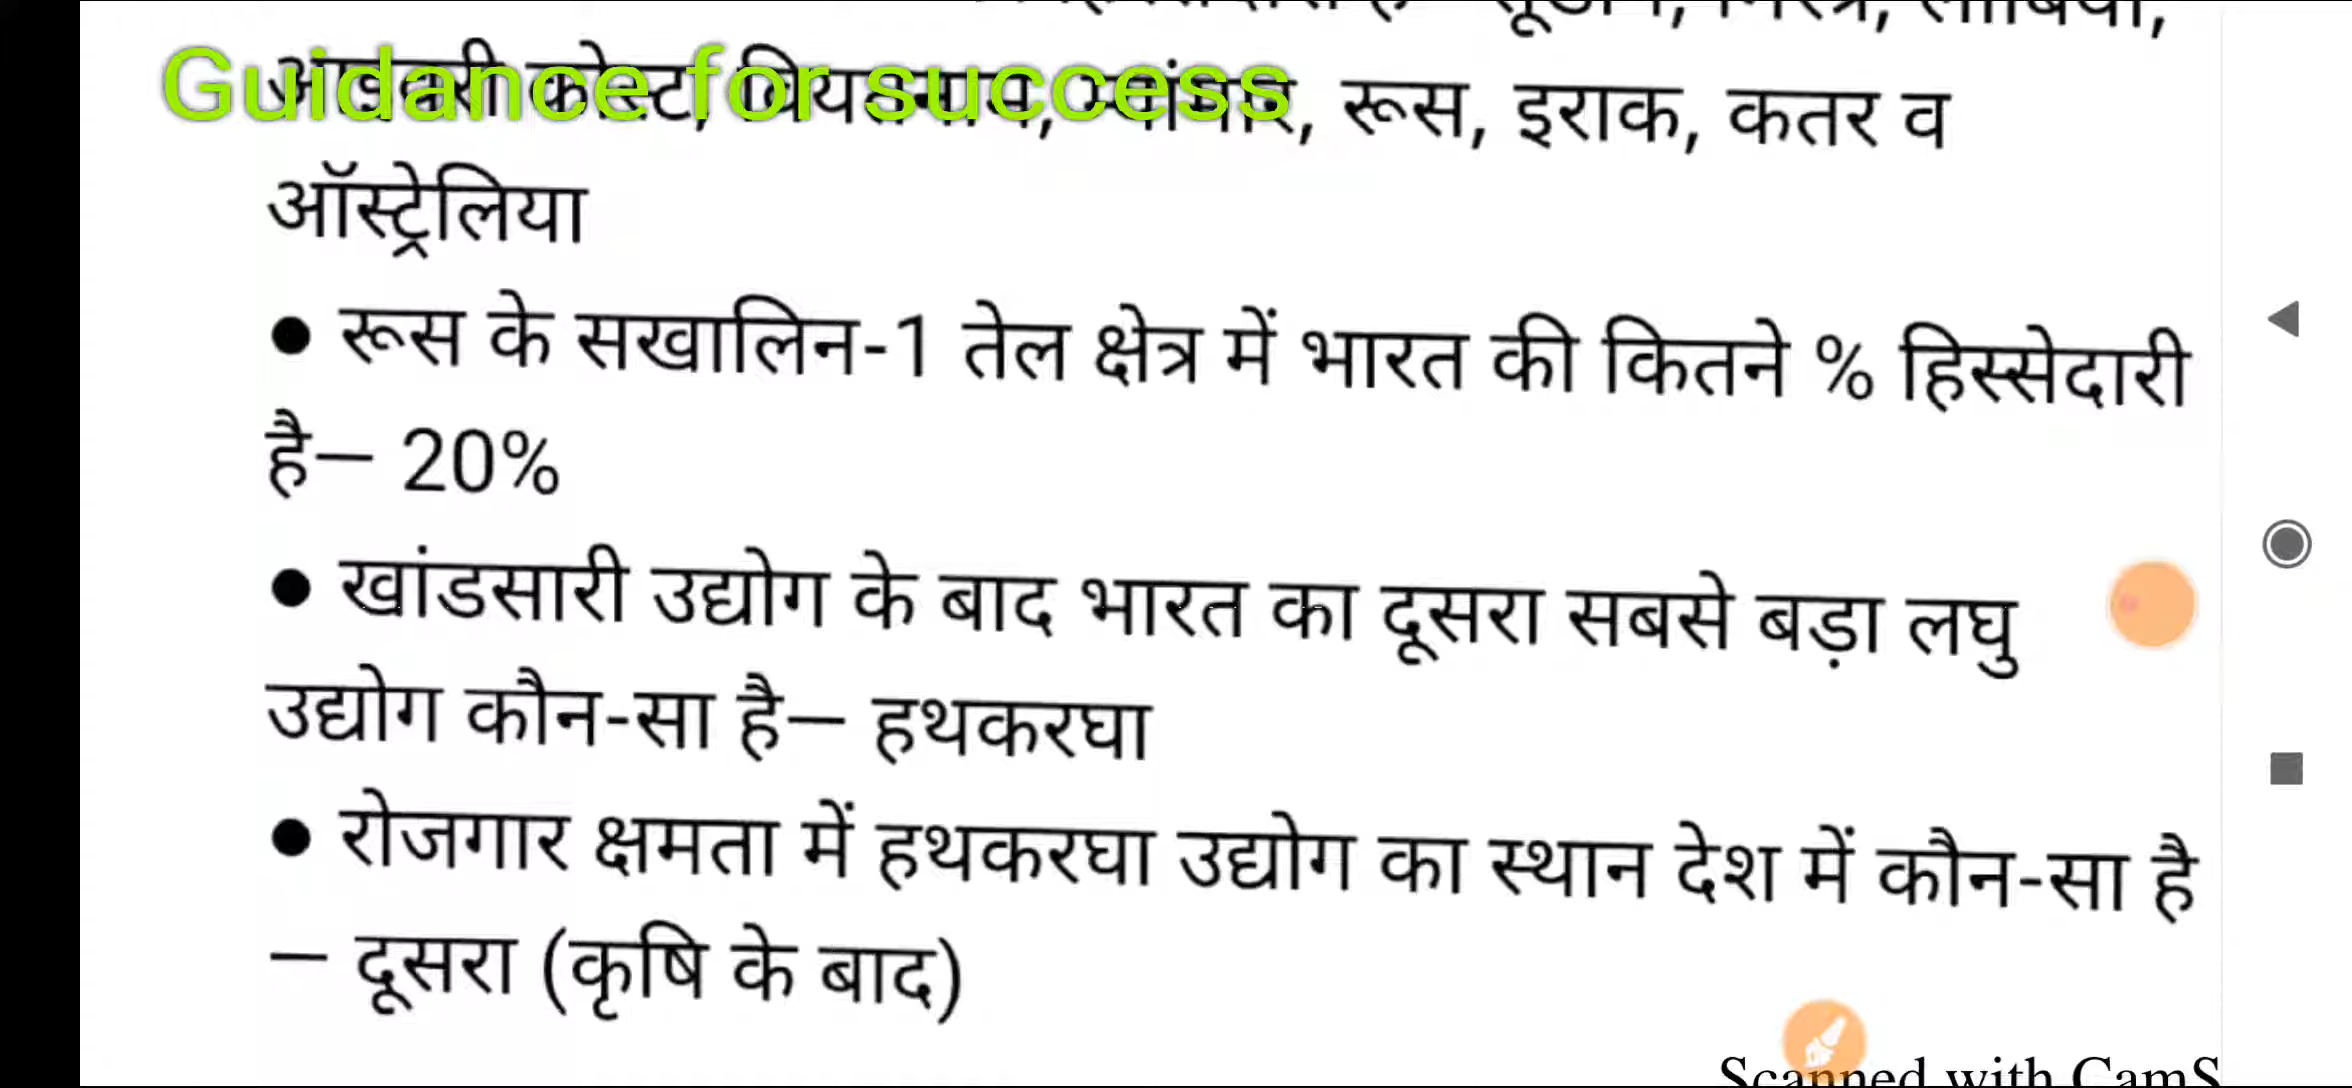 Guidance for success
कोस्ट, रूस, इराक, कतर व
ऑस्ट्रेलिया
● रूस के सखालिन-1 तेल क्षेत्र में भारत की कितने % हिस्सेदारी
है– 20%
● खांडसारी उद्योग के बाद भारत का दूसरा सबसे बड़ा लघु
उद्योग कौन-सा है– हथकरघा
● रोजगार क्षमता में हथकरघा उद्योग का स्थान देश में कौन-सा है
– दूसरा (कृषि के बाद)
Scanned with CamS